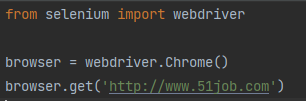 from selenium import webdriver
browser = webdriver.Chrome()
browser.get('http://www.51job.com')